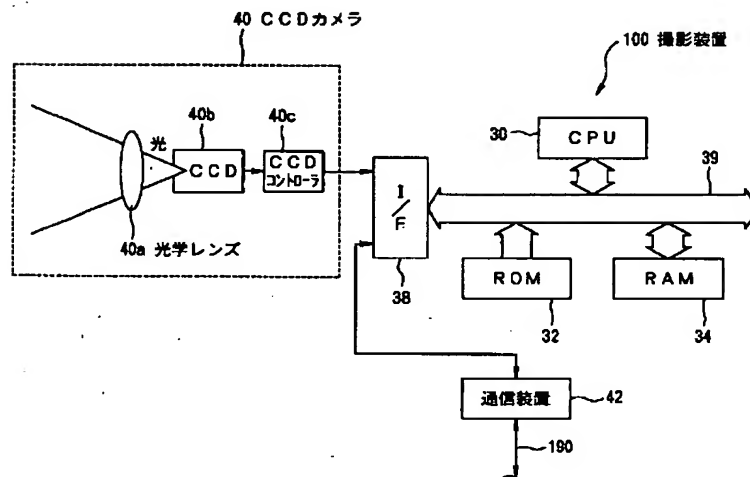 40 CCDカメラ
100 撮影装置
40b
40c
30
CPU
光
CCD
CCD
コントローラ
I/F
39
40a 光学レンズ
38
ROM
RAM
32
34
通信装置
42
190